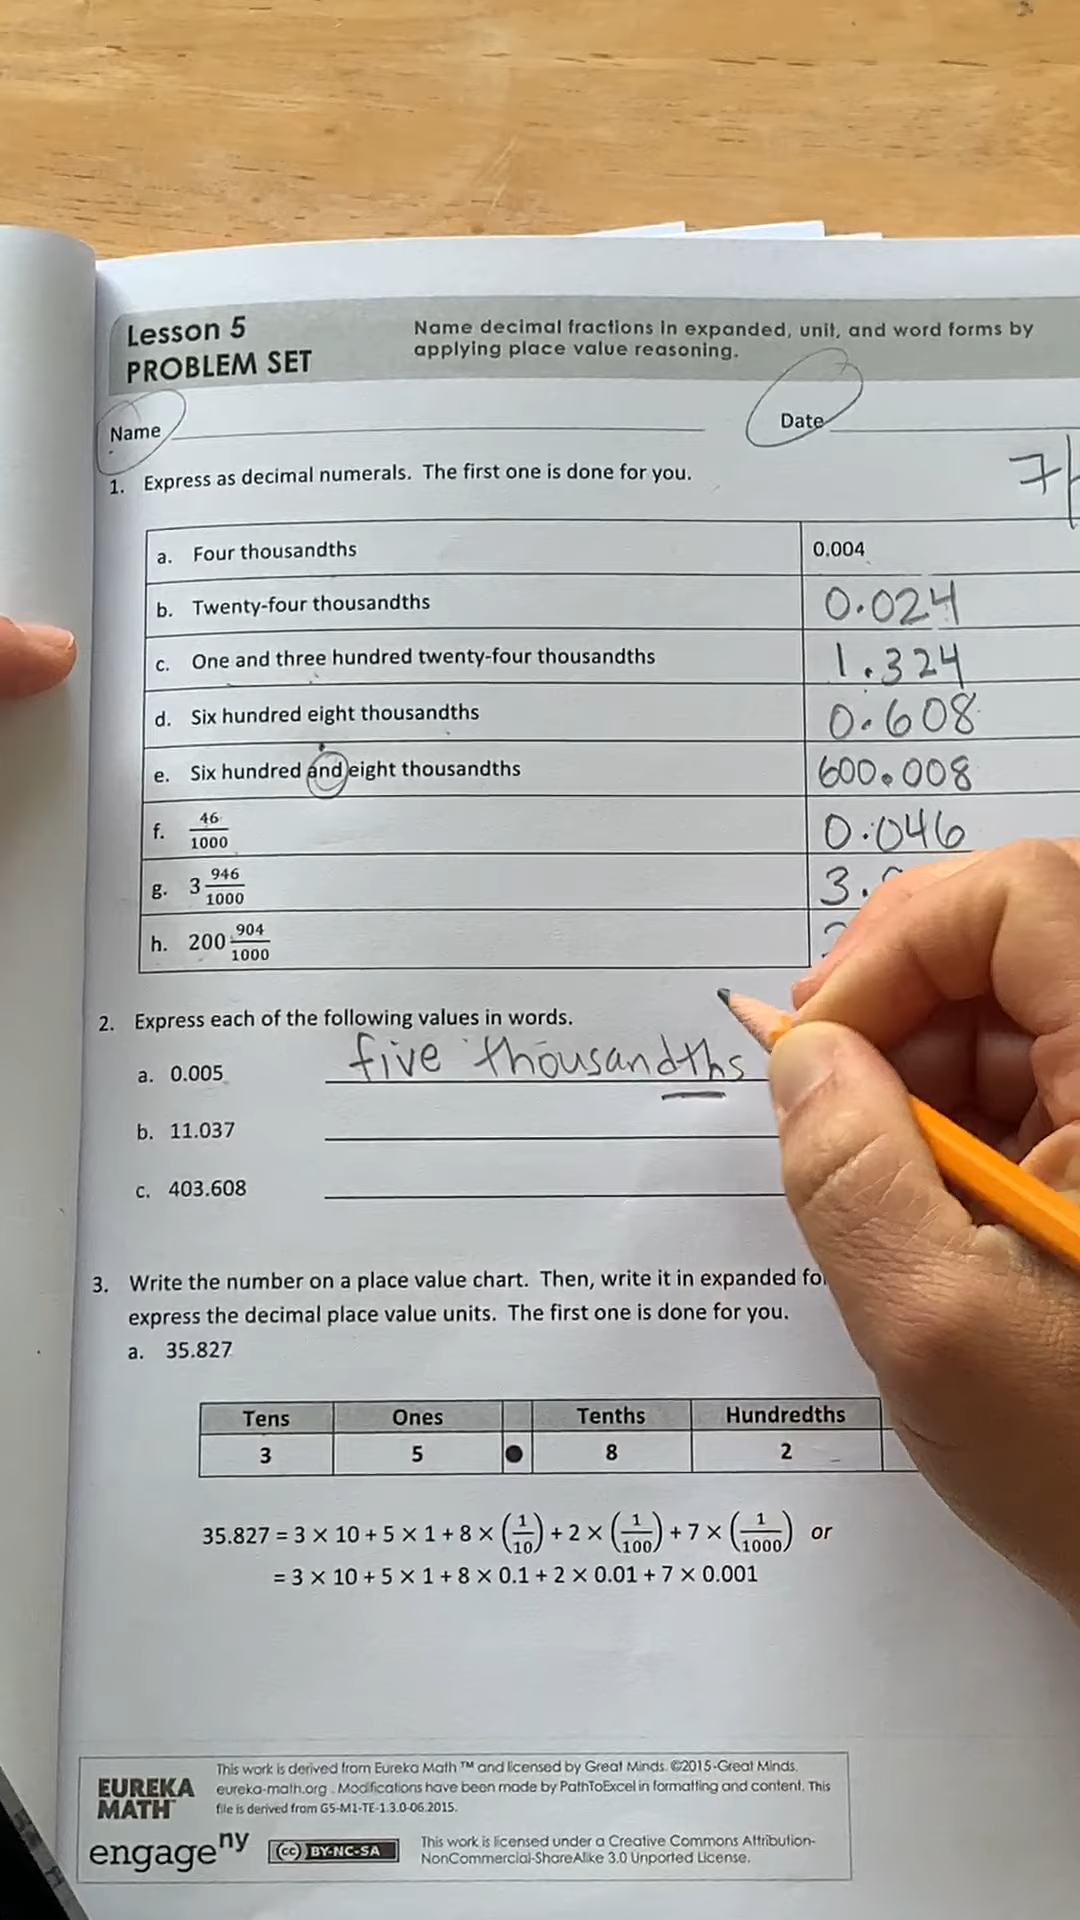 Lesson 5
PROBLEM SET
Name decimal fractions in expanded, unit, and word forms by
applying place value reasoning.
Name
Date
1. Express as decimal numerals. The first one is done for you.
a. Four thousandths 0.004
b. Twenty-four thousandths 0.024
c. One and three hundred twenty-four thousandths 1.324
d. Six hundred eight thousandths 0.608
e. Six hundred and eight thousandths 600.008
f. 46/1000 0.046
g. 3 946/1000 3.
h. 200 904/1000
2. Express each of the following values in words.
a. 0.005 five thousandths
b. 11.037
c. 403.608
3. Write the number on a place value chart. Then, write it in expanded
express the decimal place value units. The first one is done for you.
a. 35.827
Tens Ones Tenths Hundredths
3 5 • 8 2
35.827 = 3 × 10 + 5 × 1 + 8 × (1/10) + 2 × (1/100) + 7 × (1/1000) or
= 3 × 10 + 5 × 1 + 8 × 0.1 + 2 × 0.01 + 7 × 0.001
EUREKA
MATH™
This work is derived from Eureka Math ™ and licensed by Great Minds. ©2015-Great Minds.
eureka-math.org. Modifications have been made by PathToExcel in formatting and content. This
file is derived from G5-M1-TE-1.3.0-06.2015.
engage ny
(cc) BY-NC-SA
This work is licensed under a Creative Commons Attribution-
NonCommercial-ShareAlike 3.0 Unported License.